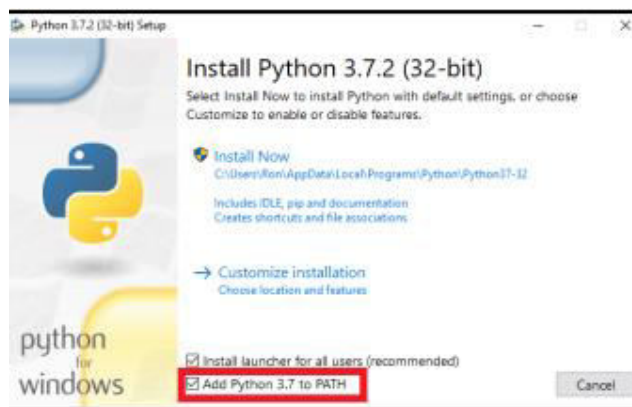 Python 3.7.2 (32-bit) Setup
Install Python 3.7.2 (32-bit)
Select Install Now to install Python with default settings, or choose
Customize to enable or disable features.
Install Now
C:\Users\Ron\AppData\Local\Programs\Python\Python37-32
Includes IDLE, pip and documentation
Creates shortcuts and file associations
Customize installation
Choose location and features
python
for
windows
Install launcher for all users (recommended)
Add Python 3.7 to PATH
Cancel